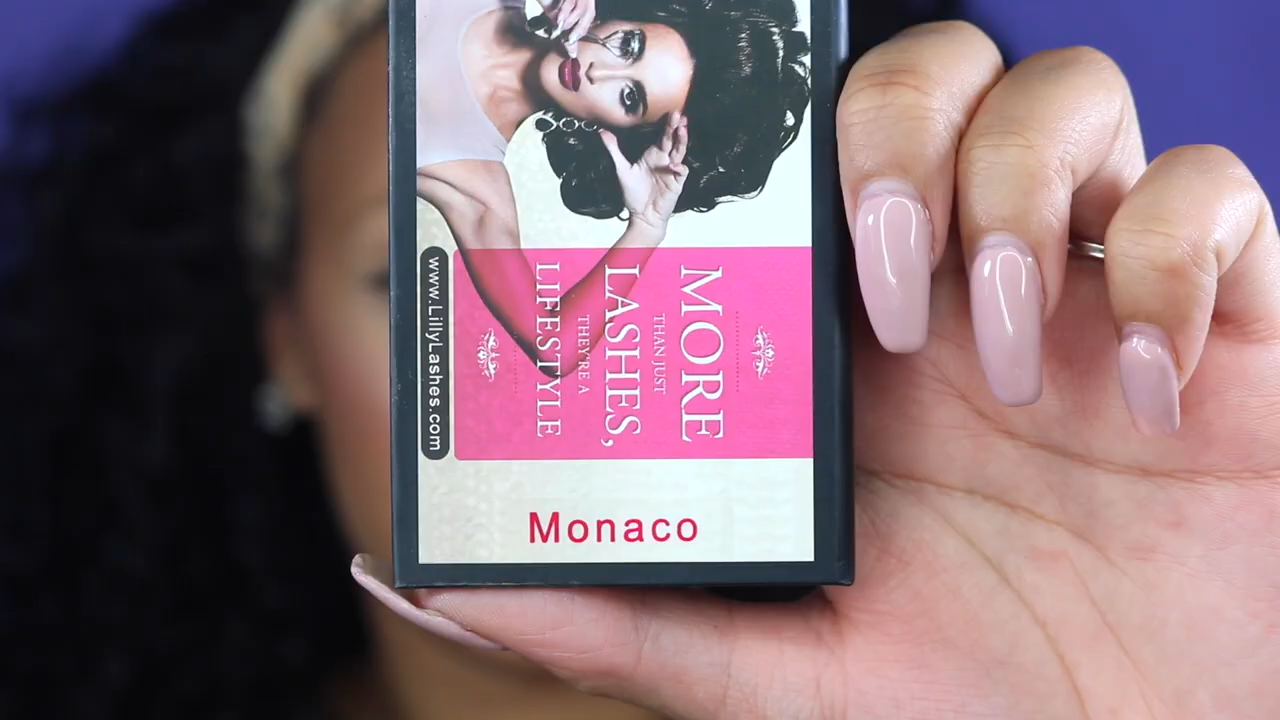 MORE
THAN JUST
LASHES,
THEY'RE A
LIFESTYLE
www.LillyLashes.com
Monaco